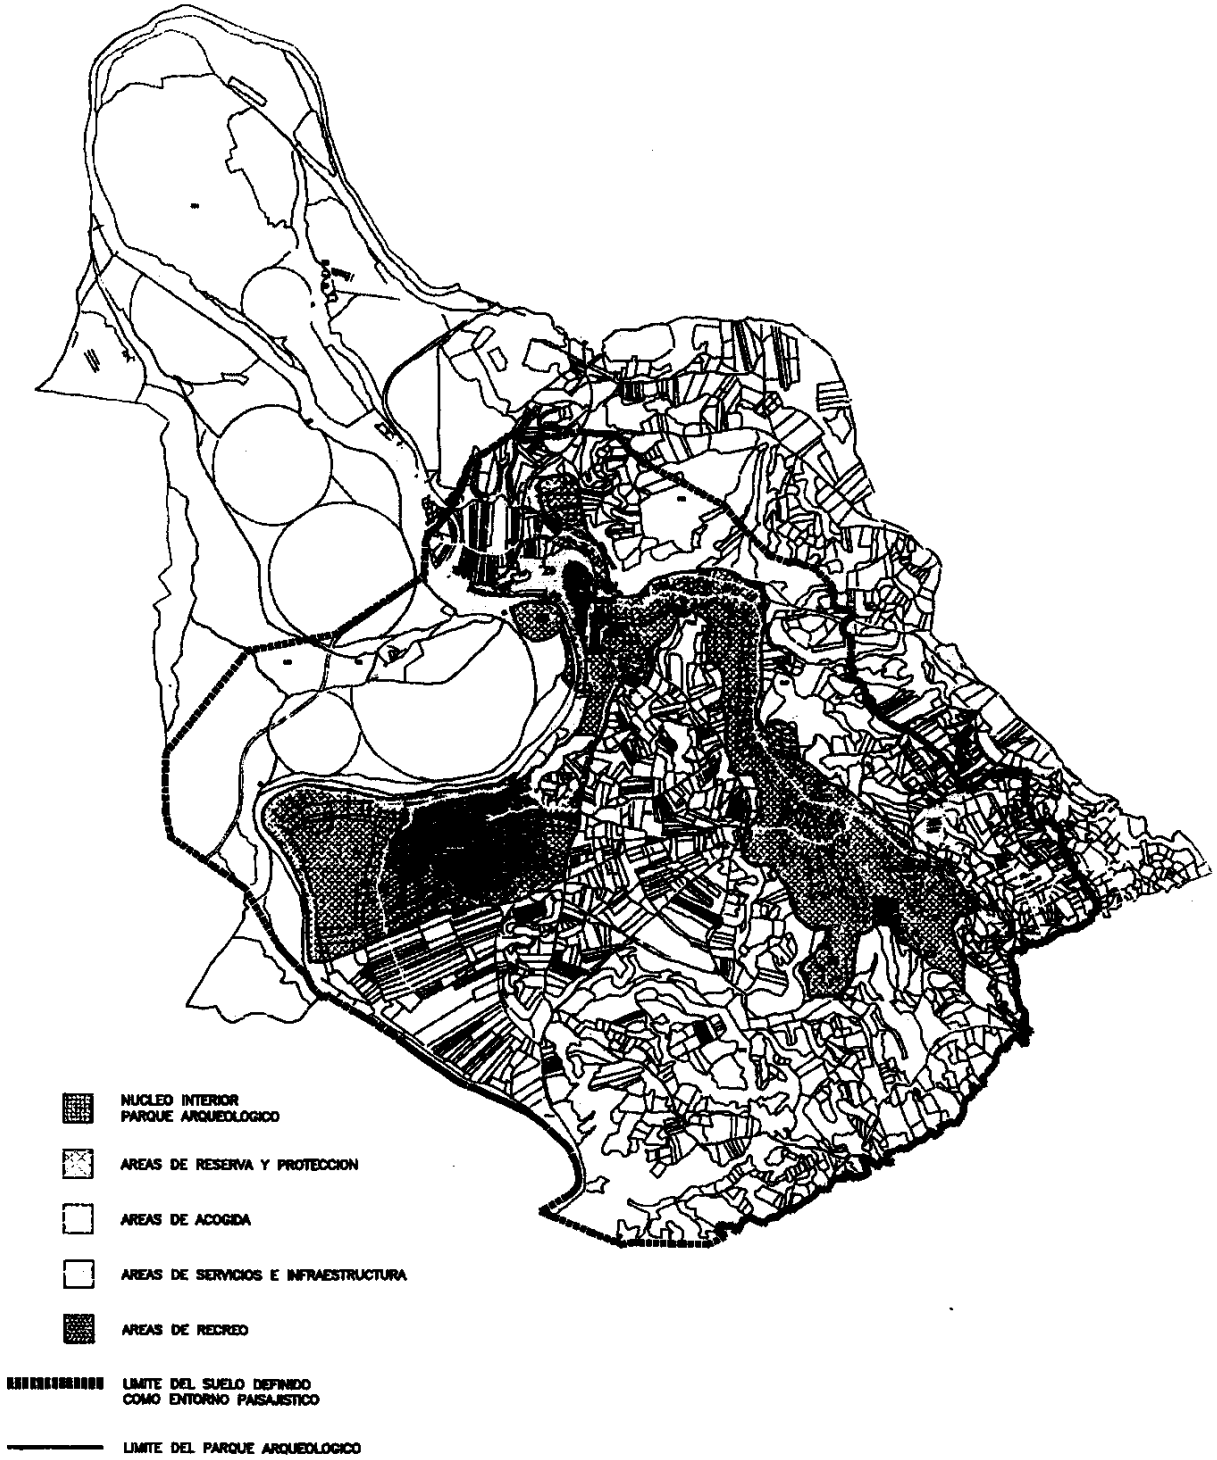 NUCLEO INTERIOR
PARQUE ARQUEOLOGICO
AREAS DE RESERVA Y PROTECCION
AREAS DE ACOGIDA
AREAS DE SERVICIOS E INFRAESTRUCTURA
AREAS DE RECREO
LIMITE DEL SUELO DEFINIDO
COMO ENTORNO PAISAJISTICO
LIMITE DEL PARQUE ARQUEOLOGICO